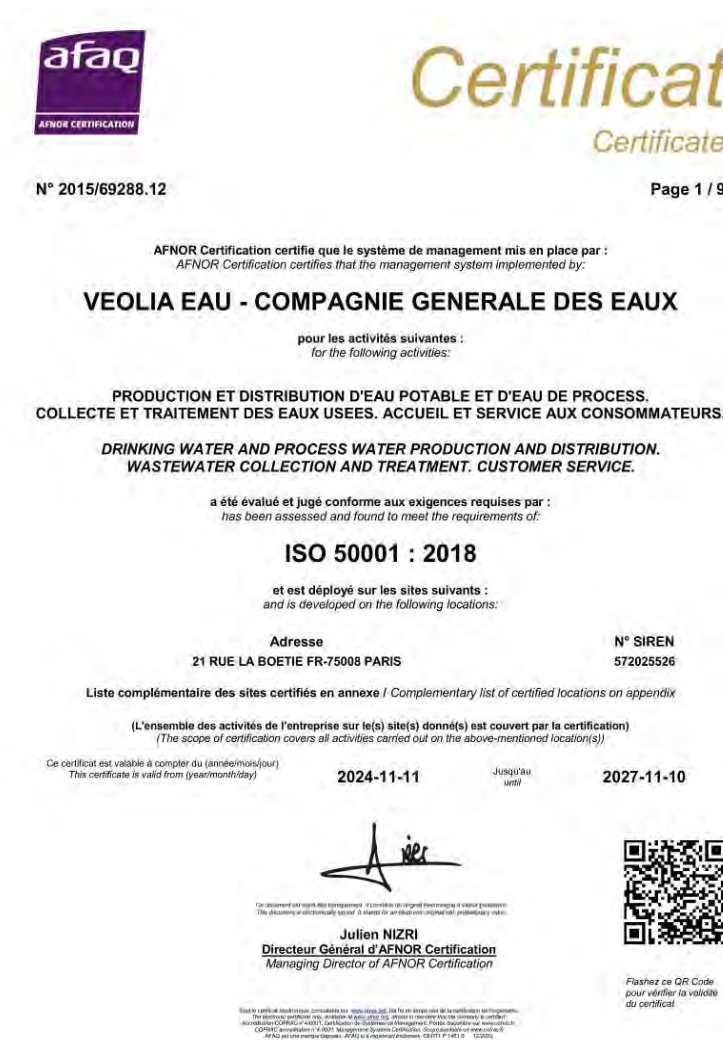 afaq
AFNOR CERTIFICATION
Certificat
Certificate
N° 2015/69288.12
Page 1 / 9
AFNOR Certification certifie que le système de management mis en place par :
AFNOR Certification certifies that the management system implemented by:
VEOLIA EAU - COMPAGNIE GENERALE DES EAUX
pour les activités suivantes :
for the following activities:
PRODUCTION ET DISTRIBUTION D'EAU POTABLE ET D'EAU DE PROCESS.
COLLECTE ET TRAITEMENT DES EAUX USEES. ACCUEIL ET SERVICE AUX CONSOMMATEURS.
DRINKING WATER AND PROCESS WATER PRODUCTION AND DISTRIBUTION.
WASTEWATER COLLECTION AND TREATMENT. CUSTOMER SERVICE.
a été évalué et jugé conforme aux exigences requises par :
has been assessed and found to meet the requirements of:
ISO 50001 : 2018
et est déployé sur les sites suivants :
and is developed on the following locations:
Adresse N° SIREN
21 RUE LA BOETIE FR-75008 PARIS 572025526
Liste complémentaire des sites certifiés en annexe / Complementary list of certified locations on appendix
(L'ensemble des activités de l'entreprise sur le(s) site(s) donné(s) est couvert par la certification)
(The scope of certification covers all activities carried out on the above-mentioned location(s))
Ce certificat est valable à compter du (année/mois/jour)
This certificate is valid from (year/month/day)
2024-11-11
Jusqu'au
until
2027-11-10
Julien NIZRI
Directeur Général d'AFNOR Certification
Managing Director of AFNOR Certification
Flashez ce QR Code
pour vérifier la validité
du certificat